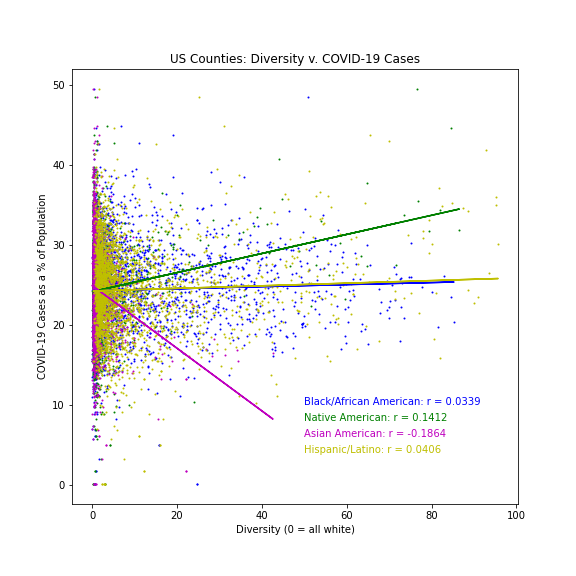 US Counties: Diversity v. COVID-19 Cases
50
40
30
20
10
0
COVID-19 Cases as a % of Population
Black/African American: r = 0.0339
Native American: r = 0.1412
Asian American: r = -0.1864
Hispanic/Latino: r = 0.0406
0 20 40 60 80 100
Diversity (0 = all white)